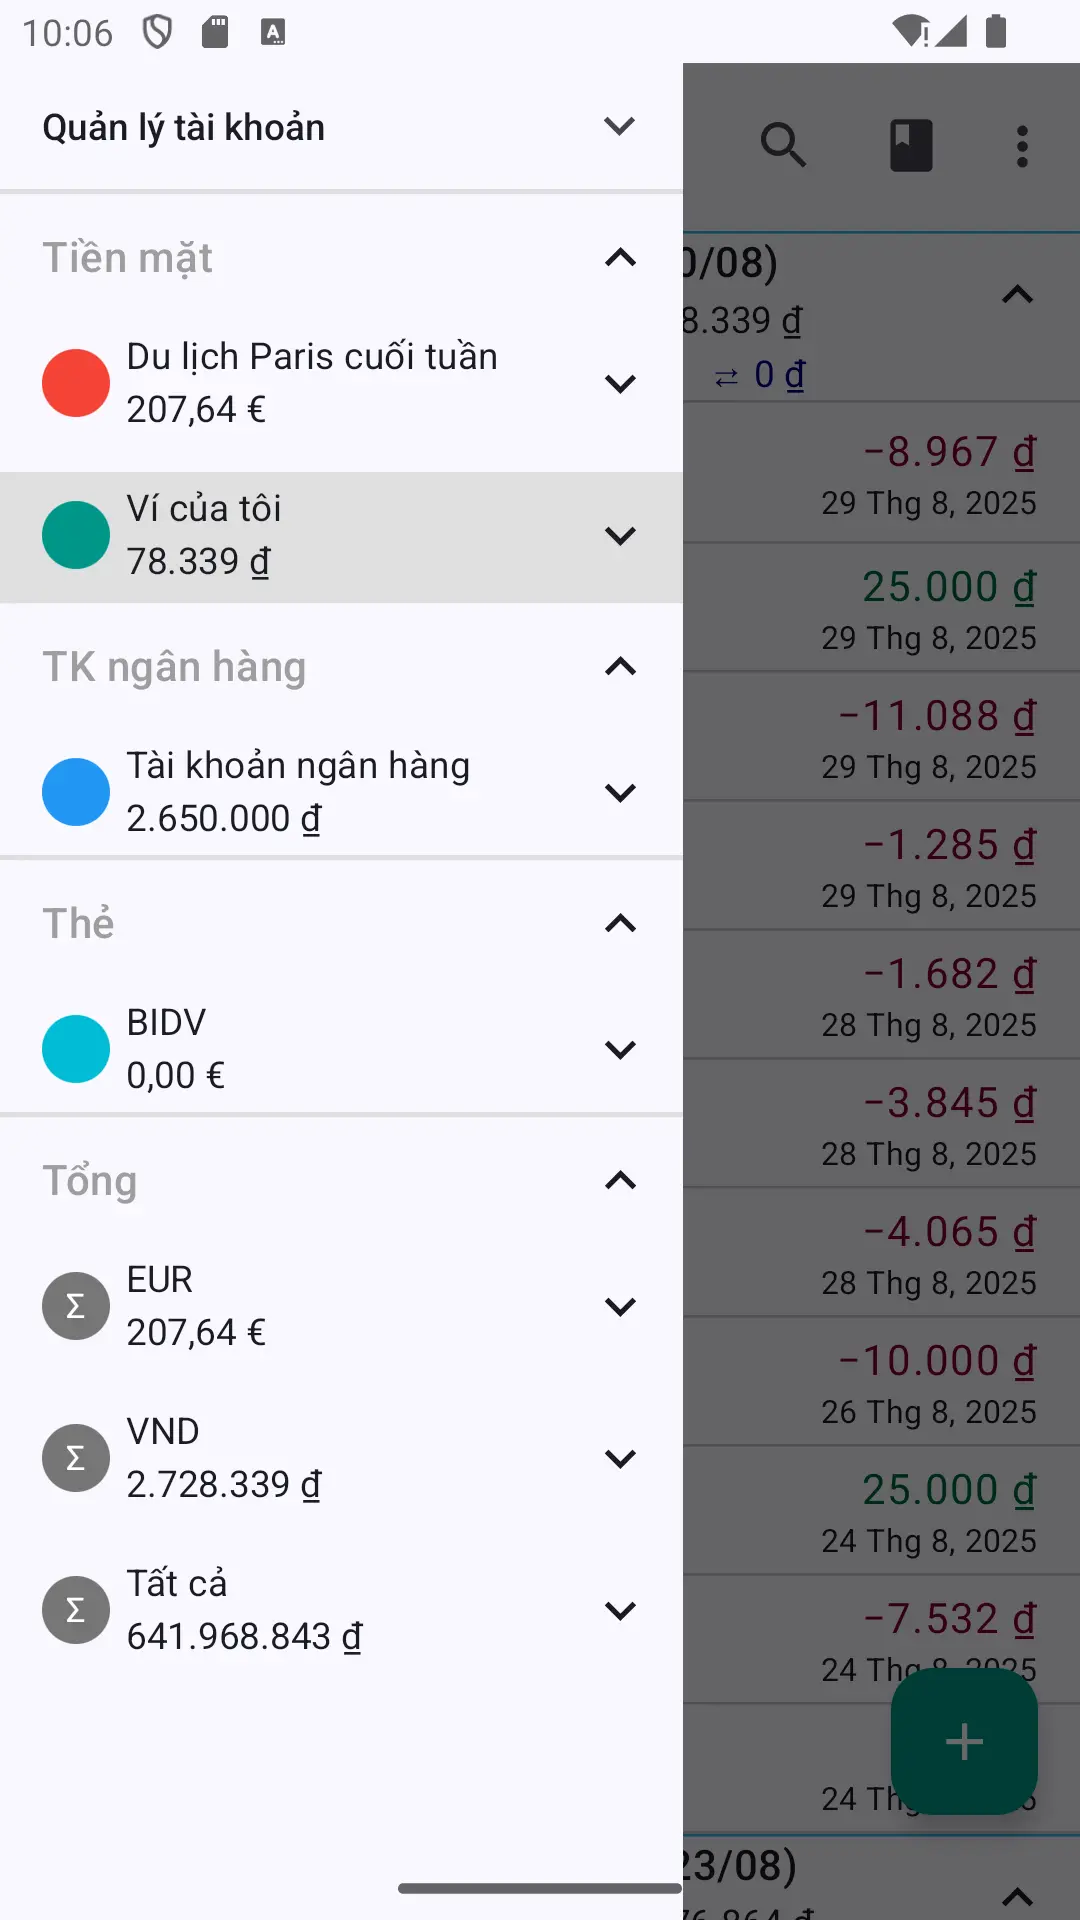 10:06
Quản lý tài khoản
Tiền mặt
Du lịch Paris cuối tuần
207,64 €
Ví của tôi
78.339 ₫
TK ngân hàng
Tài khoản ngân hàng
2.650.000 ₫
Thẻ
BIDV
0,00 €
Tổng
Σ EUR
207,64 €
Σ VND
2.728.339 ₫
Σ Tất cả
641.968.843 ₫
0/08)
8.339 ₫
⇄ 0 ₫
−8.967 ₫
29 Thg 8, 2025
25.000 ₫
29 Thg 8, 2025
−11.088 ₫
29 Thg 8, 2025
−1.285 ₫
29 Thg 8, 2025
−1.682 ₫
28 Thg 8, 2025
−3.845 ₫
28 Thg 8, 2025
−4.065 ₫
28 Thg 8, 2025
−10.000 ₫
26 Thg 8, 2025
25.000 ₫
24 Thg 8, 2025
−7.532 ₫
24 Thg 8, 2025
24 Th
23/08)